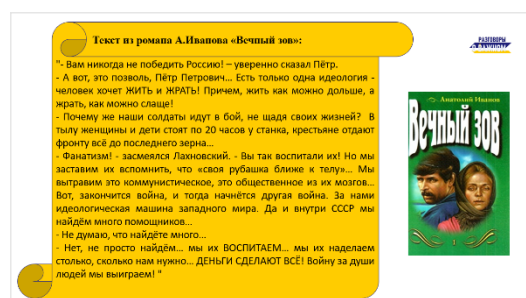 Текст из романа А.Иванова «Вечный зов»:
РАЗГОВОРЫ
О ВАЖНОМ
"- Вам никогда не победить Россию! – уверенно сказал Пётр.
- А вот, это позволь, Пётр Петрович... Есть только одна идеология -
человек хочет ЖИТЬ и ЖРАТЬ! Причем, жить как можно дольше, а
жрать, как можно слаще!
- Почему же наши солдаты идут в бой, не щадя своих жизней? В
тылу женщины и дети стоят по 20 часов у станка, крестьяне отдают
фронту всё до последнего зерна...
- Фанатизм! - засмеялся Лахновский. - Вы так воспитали их! Но мы
заставим их вспомнить, что «своя рубашка ближе к телу»... Мы
вытравим это коммунистическое, это общественное из их мозгов...
Вот, закончится война, и тогда начнётся другая война. За нами
идеологическая машина западного мира. Да и внутри СССР мы
найдём много помощников...
- Не думаю, что найдёте много...
- Нет, не просто найдём... мы их ВОСПИТАЕМ... мы их наделаем
столько, сколько нам нужно... ДЕНЬГИ СДЕЛАЮТ ВСЁ! Войну за души
людей мы выиграем! "
Анатолий Иванов
Вечный зов
1